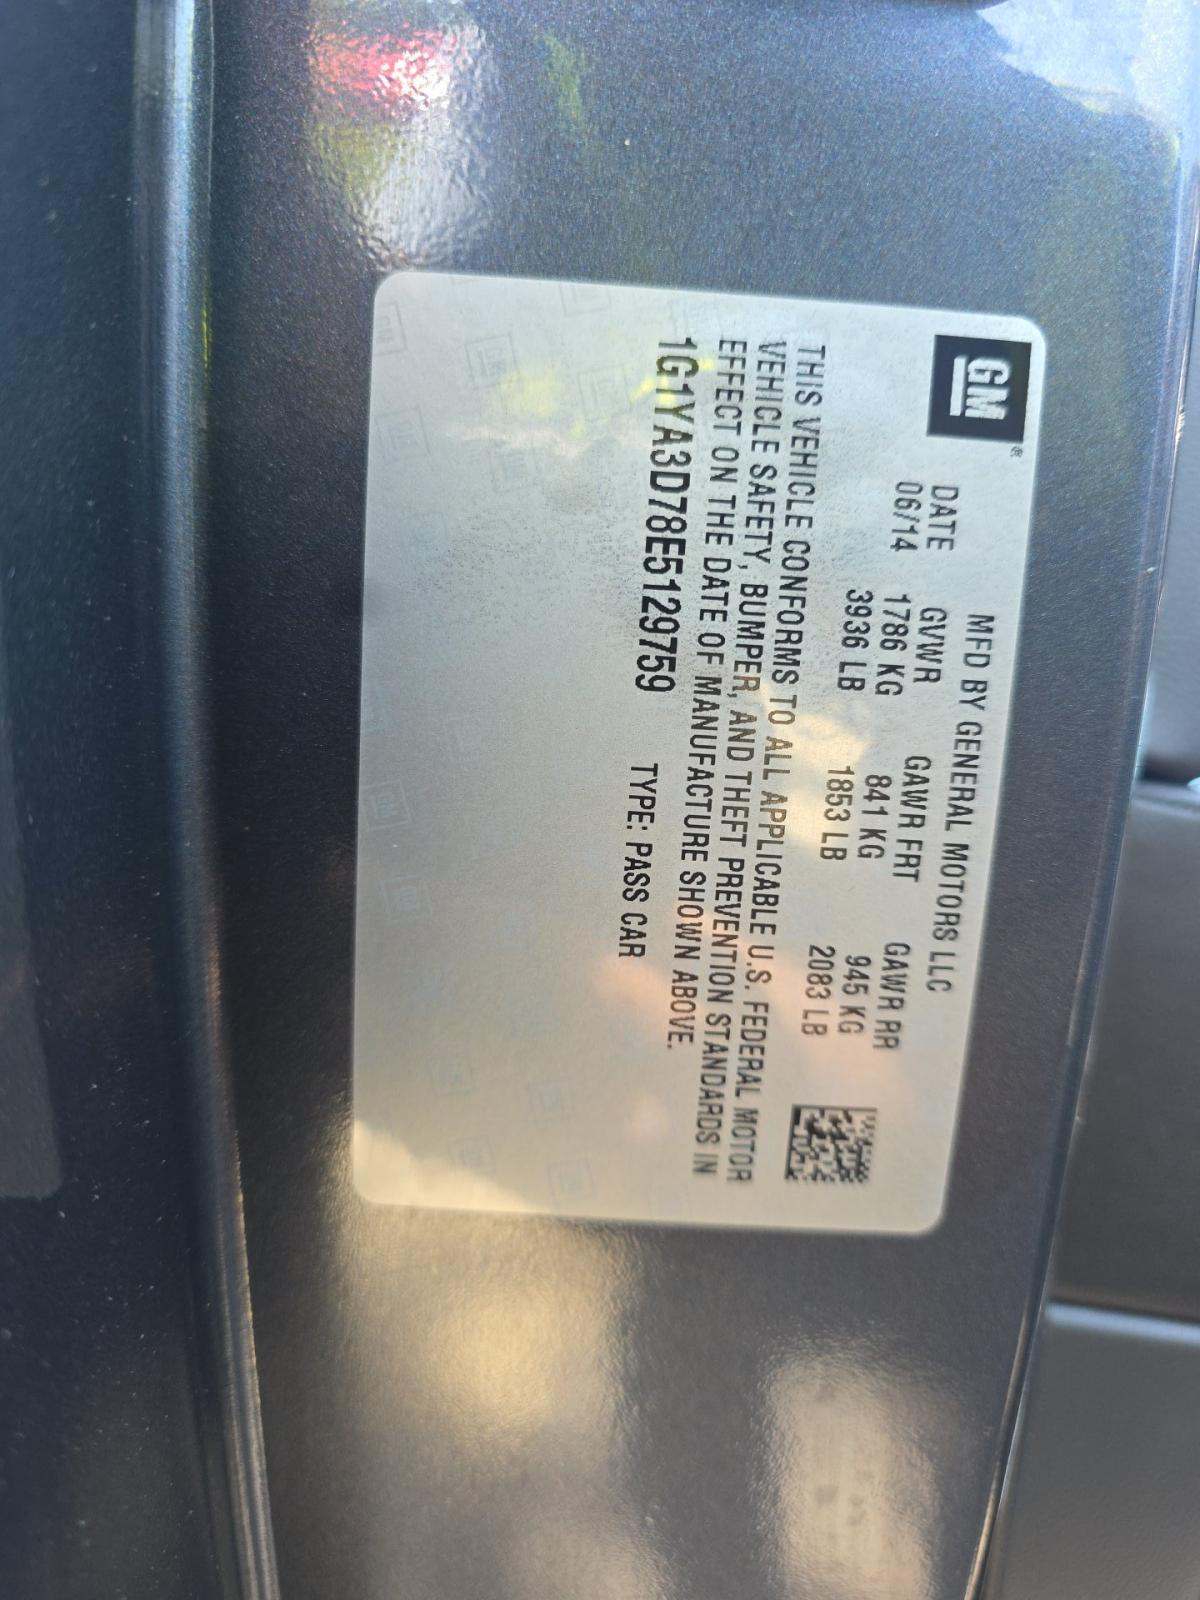 GM®
MFD BY GENERAL MOTORS LLC
DATE GVWR GAWR FRT GAWR RR
06/14 1786 KG 841 KG 945 KG
3936 LB 1853 LB 2083 LB
THIS VEHICLE CONFORMS TO ALL APPLICABLE U.S. FEDERAL MOTOR
VEHICLE SAFETY, BUMPER, AND THEFT PREVENTION STANDARDS IN
EFFECT ON THE DATE OF MANUFACTURE SHOWN ABOVE.
1G1YA3D78E5129759 TYPE: PASS CAR